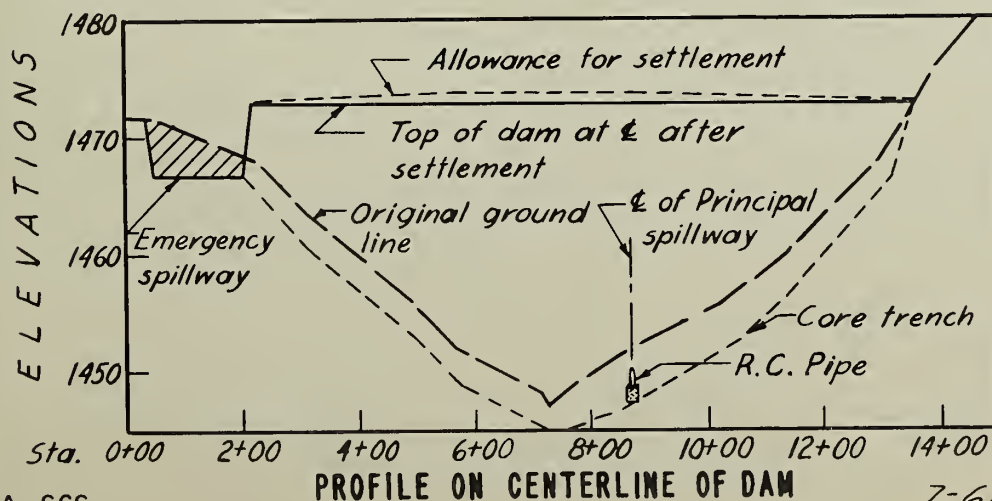 ELEVATIONS
1480
1470
1460
1450
Allowance for settlement
Top of dam at ℄ after
settlement
Original ground
line
℄ of Principal
spillway
Emergency
spillway
Core trench
R.C. Pipe
Sta. 0+00 2+00 4+00 6+00 8+00 10+00 12+00 14+00
PROFILE ON CENTERLINE OF DAM